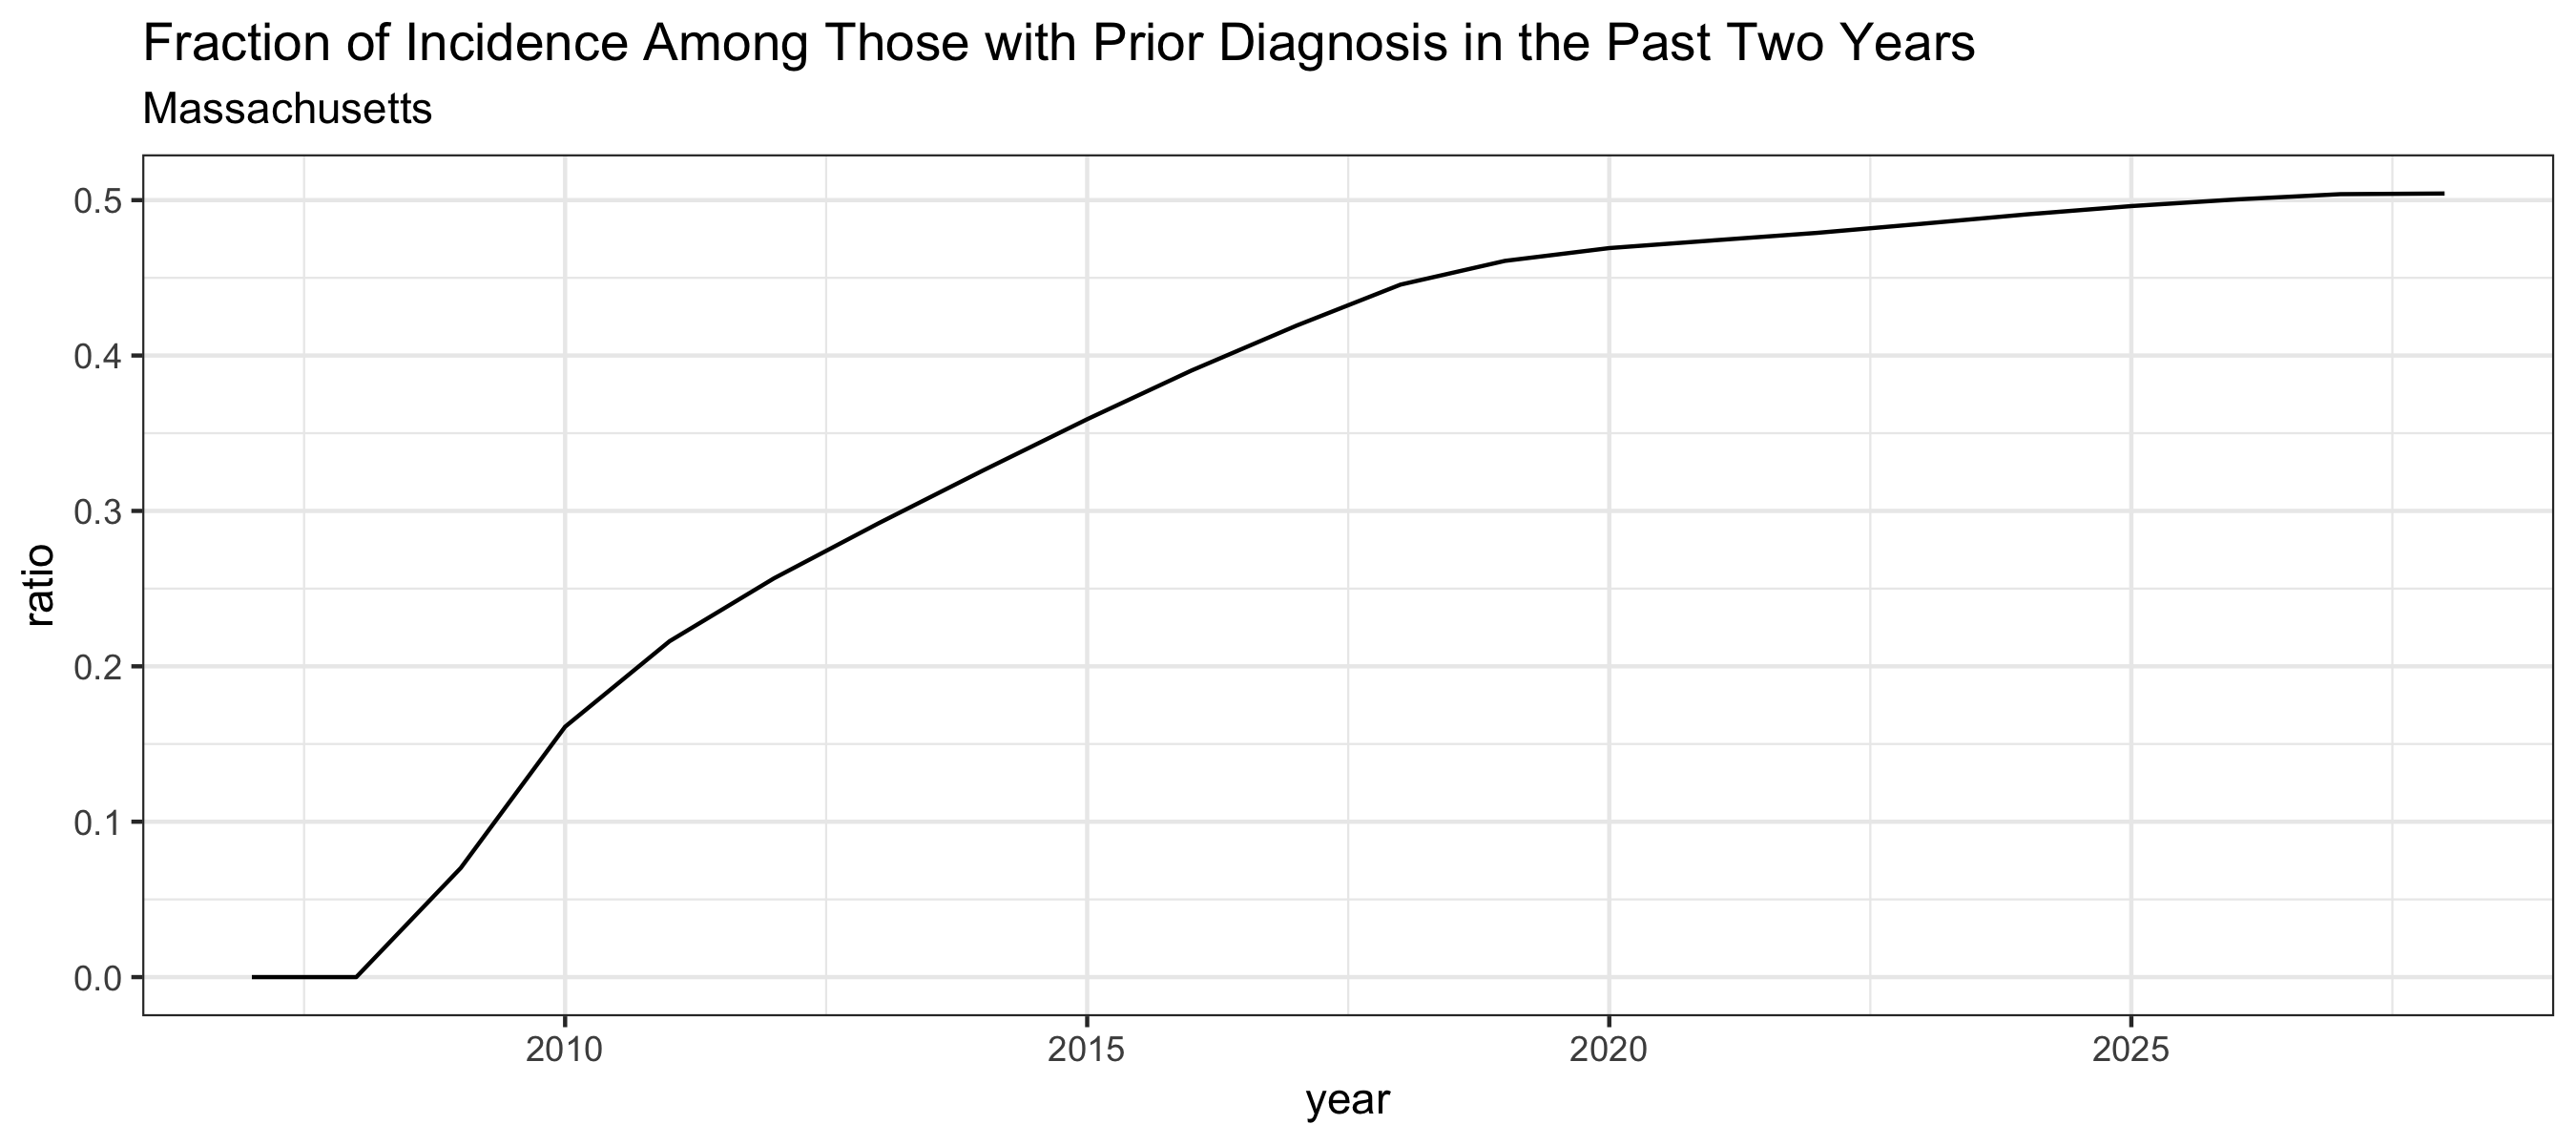 Fraction of Incidence Among Those with Prior Diagnosis in the Past Two Years
Massachusetts
0.5
0.4
0.3
0.2
0.1
0.0
ratio
2010 2015 2020 2025
year